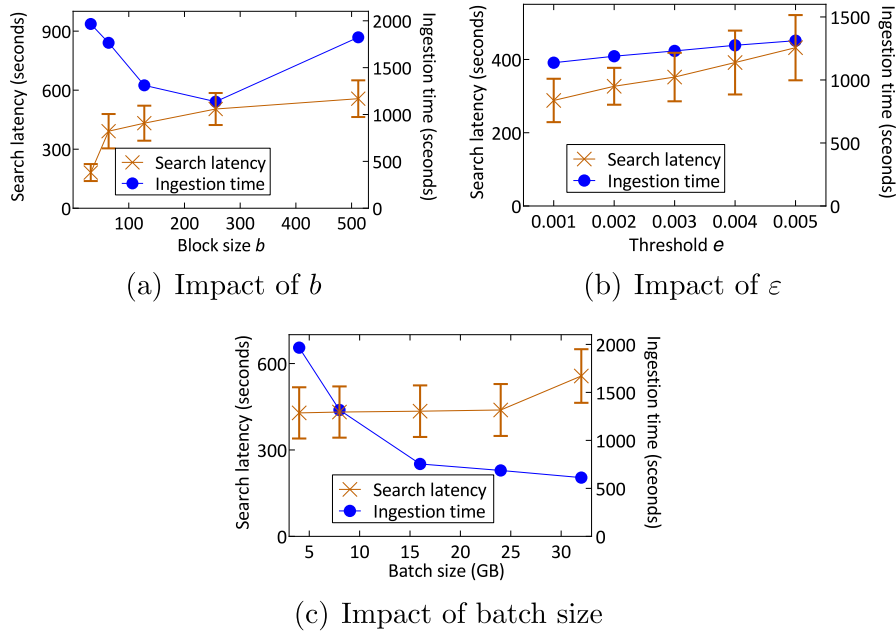 Search latency (seconds)
900
600
300
0
100 200 300 400 500
Block size b
2000
1500
1000
500
0
Ingestion time (sceonds)
Search latency
Ingestion time
(a) Impact of b
Search latency (seconds)
400
200
0
0.001 0.002 0.003 0.004 0.005
Threshold e
1500
1000
500
0
Ingestion time (seconds)
Search latency
Ingestion time
(b) Impact of ε
Search latency (seconds)
600
300
0
5 10 15 20 25 30
Batch size (GB)
2000
1500
1000
500
0
Ingestion time (sceonds)
Search latency
Ingestion time
(c) Impact of batch size